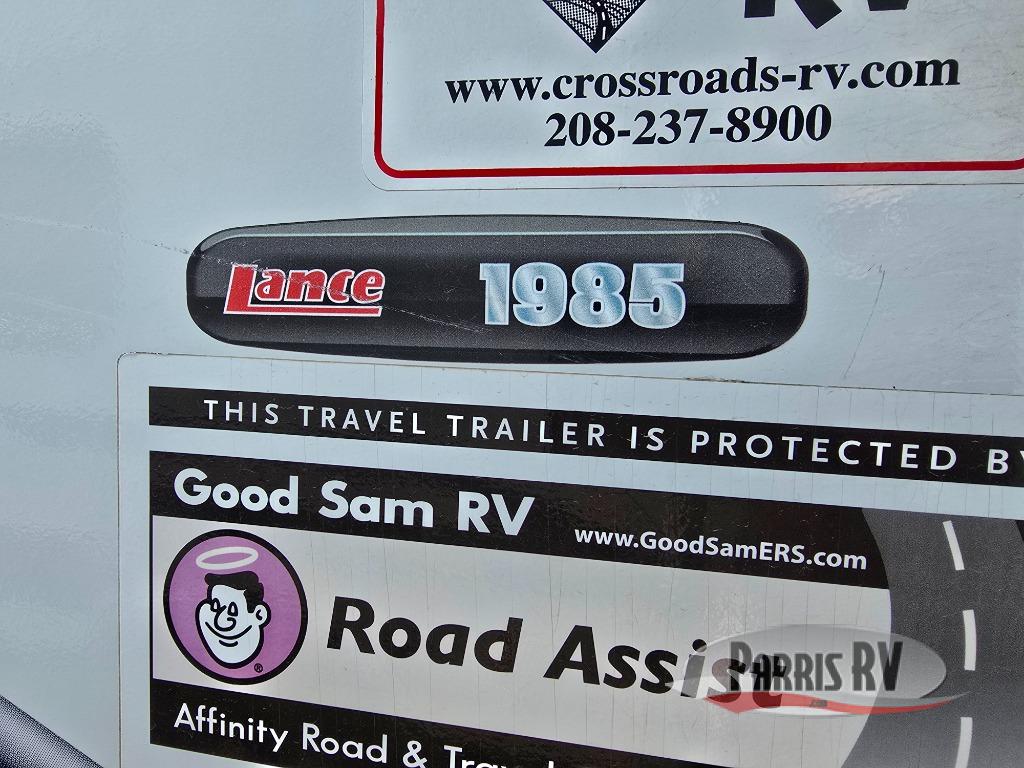 RV
www.crossroads-rv.com
208-237-8900
Lance 1985
THIS TRAVEL TRAILER IS PROTECTED
Good Sam RV
www.GoodSamERS.com
Road Assist
PARRIS RV
Affinity Road &